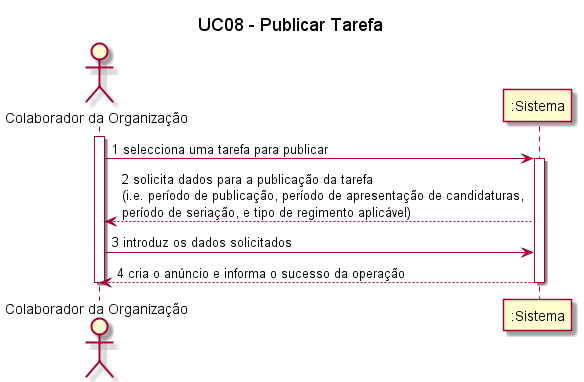 UC08 - Publicar Tarefa
Colaborador da Organização
:Sistema
1 selecciona uma tarefa para publicar
2 solicita dados para a publicação da tarefa
(i.e. período de publicação, período de apresentação de candidaturas,
período de seriação, e tipo de regimento aplicável)
3 introduz os dados solicitados
4 cria o anúncio e informa o sucesso da operação
Colaborador da Organização
:Sistema